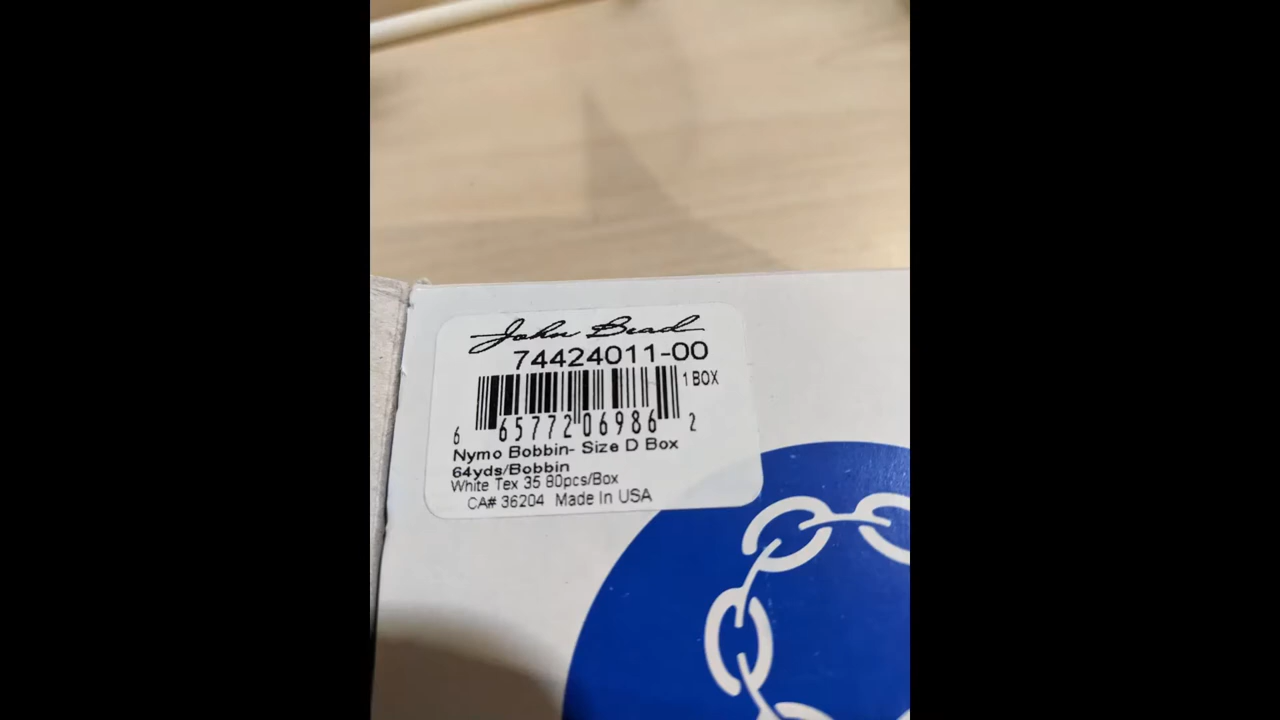 John Bead
74424011-00
1 BOX
6 65772 06986 2
Nymo Bobbin- Size D Box
64yds/Bobbin
White Tex 35 80pcs/Box
CA# 36204 Made In USA